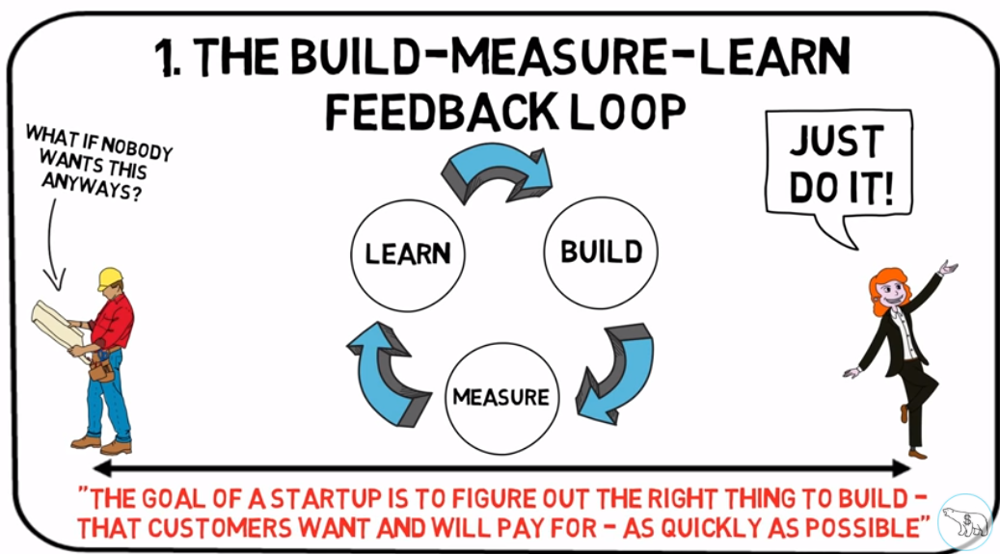 1. THE BUILD-MEASURE-LEARN
FEEDBACK LOOP
WHAT IF NOBODY
WANTS THIS
ANYWAYS?
JUST
DO IT!
LEARN
BUILD
MEASURE
"THE GOAL OF A STARTUP IS TO FIGURE OUT THE RIGHT THING TO BUILD -
THAT CUSTOMERS WANT AND WILL PAY FOR - AS QUICKLY AS POSSIBLE"
$